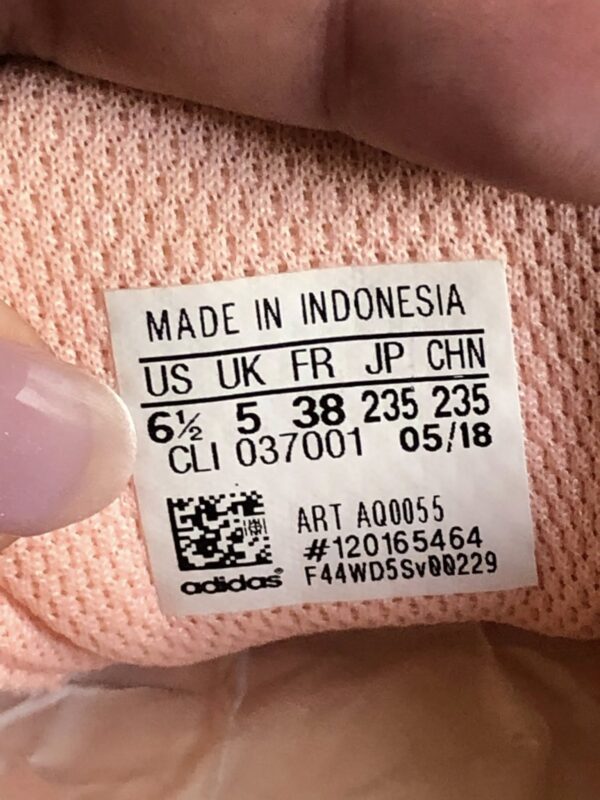 MADE IN INDONESIA
US UK FR JP CHN
6½ 5 38 235 235
CLI 037001 05/18
ART AQ0055
#120165464
adidas® F44WD5Sv00229